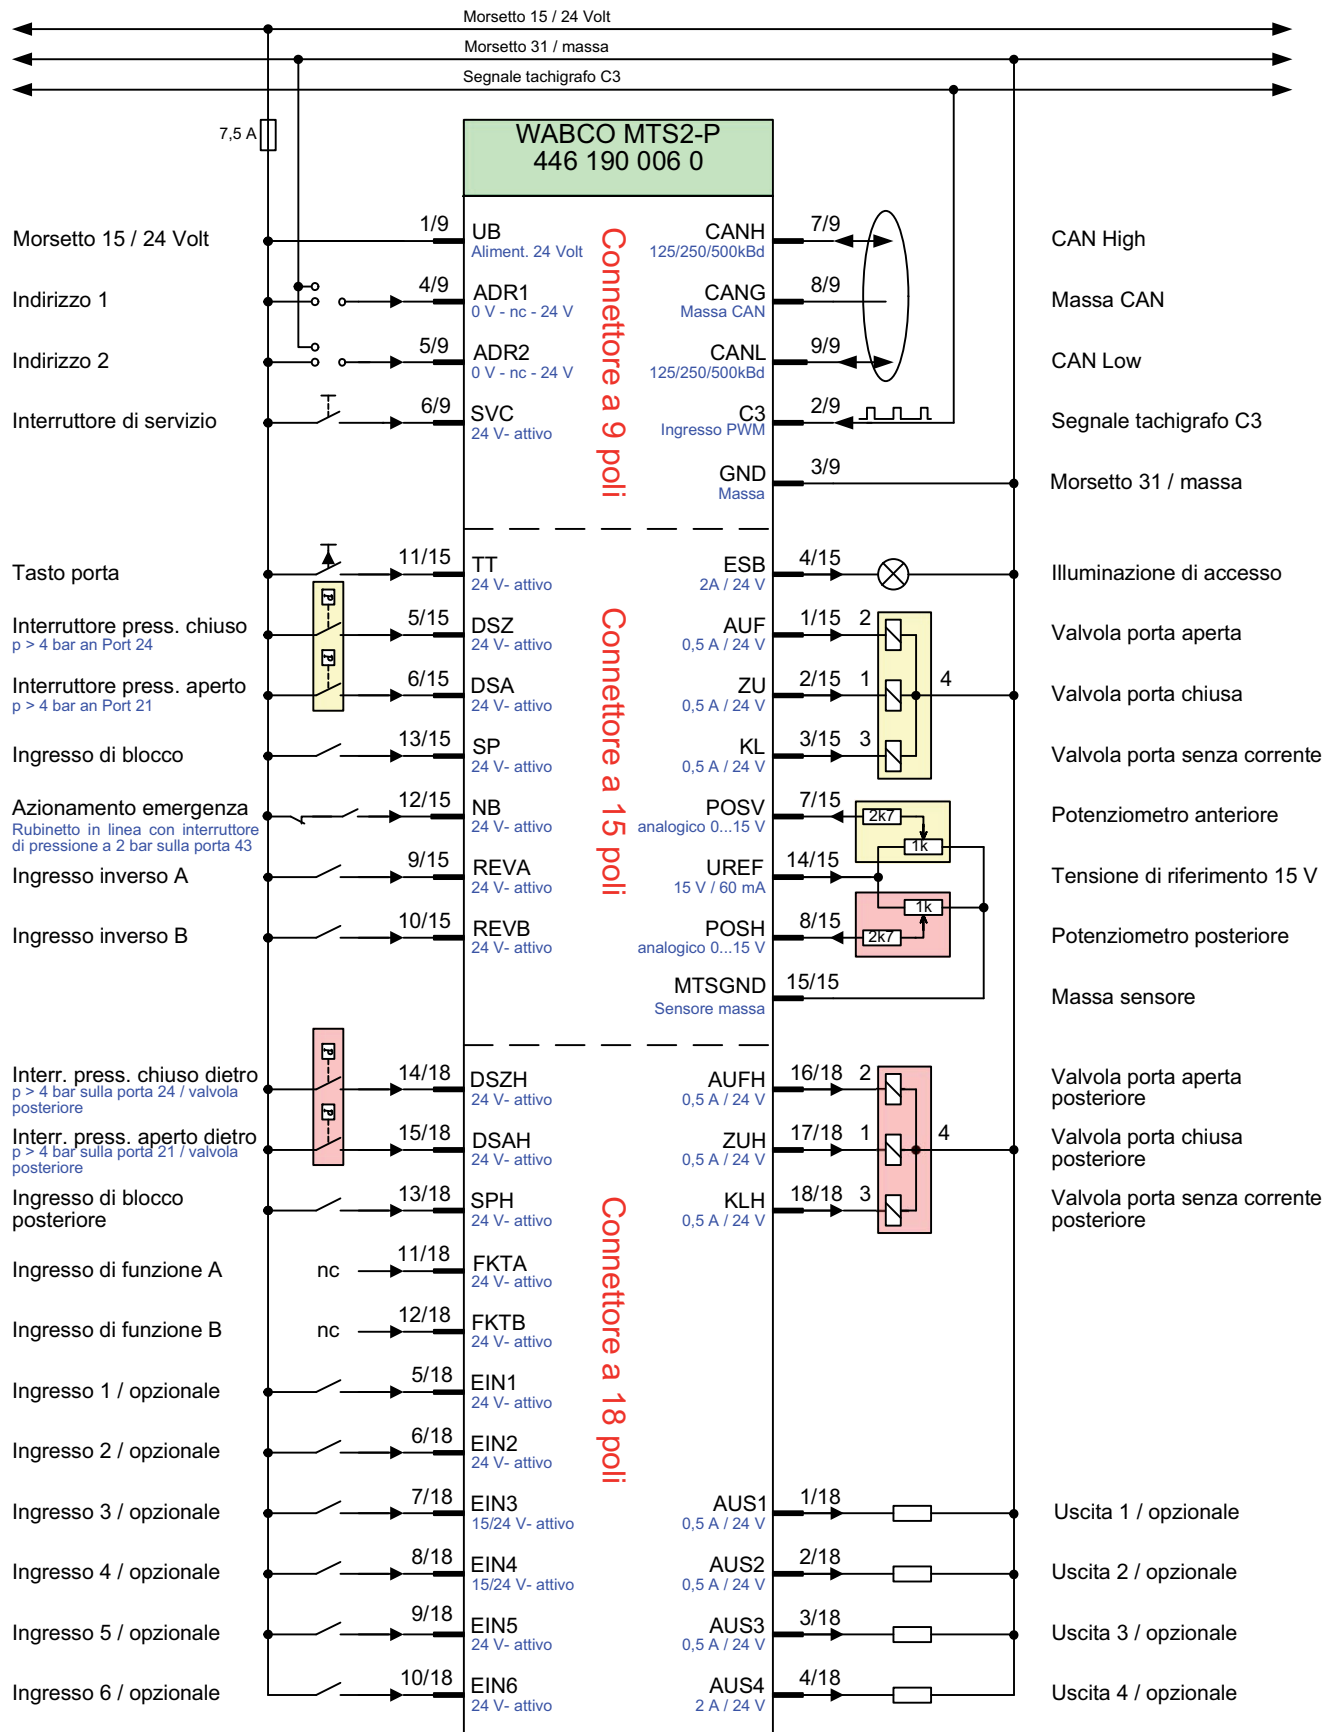 Morsetto 15 / 24 Volt
Morsetto 31 / massa
Segnale tachigrafo C3
7,5 A
WABCO MTS2-P
446 190 006 0
Connettore a 9 poli
Morsetto 15 / 24 Volt
1/9
UB
Aliment. 24 Volt
CANH
125/250/500kBd
7/9
CAN High
Indirizzo 1
4/9
ADR1
0 V - nc - 24 V
CANG
Massa CAN
8/9
Massa CAN
Indirizzo 2
5/9
ADR2
0 V - nc - 24 V
CANL
125/250/500kBd
9/9
CAN Low
Interruttore di servizio
6/9
SVC
24 V- attivo
C3
Ingresso PWM
2/9
Segnale tachigrafo C3
GND
Massa
3/9
Morsetto 31 / massa
Connettore a 15 poli
Tasto porta
11/15
TT
24 V- attivo
ESB
2A / 24 V
4/15
Illuminazione di accesso
Interruttore press. chiuso
p > 4 bar an Port 24
P
5/15
DSZ
24 V- attivo
AUF
0,5 A / 24 V
1/15
2
Valvola porta aperta
Interruttore press. aperto
p > 4 bar an Port 21
P
6/15
DSA
24 V- attivo
ZU
0,5 A / 24 V
2/15
1
4
Valvola porta chiusa
Ingresso di blocco
13/15
SP
24 V- attivo
KL
0,5 A / 24 V
3/15
3
Valvola porta senza corrente
Azionamento emergenza
Rubinetto in linea con interruttore
di pressione a 2 bar sulla porta 43
12/15
NB
24 V- attivo
POSV
analogico 0...15 V
7/15
2k7
1k
Potenziometro anteriore
Ingresso inverso A
9/15
REVA
24 V- attivo
UREF
15 V / 60 mA
14/15
Tensione di riferimento 15 V
Ingresso inverso B
10/15
REVB
24 V- attivo
POSH
analogico 0...15 V
8/15
1k
2k7
Potenziometro posteriore
MTSGND
Sensore massa
15/15
Massa sensore
Connettore a 18 poli
Interr. press. chiuso dietro
p > 4 bar sulla porta 24 / valvola
posteriore
P
14/18
DSZH
24 V- attivo
AUFH
0,5 A / 24 V
16/18
2
Valvola porta aperta
posteriore
Interr. press. aperto dietro
p > 4 bar sulla porta 21 / valvola
posteriore
P
15/18
DSAH
24 V- attivo
ZUH
0,5 A / 24 V
17/18
1
4
Valvola porta chiusa
posteriore
Ingresso di blocco
posteriore
13/18
SPH
24 V- attivo
KLH
0,5 A / 24 V
18/18
3
Valvola porta senza corrente
posteriore
Ingresso di funzione A
nc
11/18
FKTA
24 V- attivo
Ingresso di funzione B
nc
12/18
FKTB
24 V- attivo
Ingresso 1 / opzionale
5/18
EIN1
24 V- attivo
Ingresso 2 / opzionale
6/18
EIN2
24 V- attivo
Ingresso 3 / opzionale
7/18
EIN3
15/24 V- attivo
AUS1
0,5 A / 24 V
1/18
Uscita 1 / opzionale
Ingresso 4 / opzionale
8/18
EIN4
15/24 V- attivo
AUS2
0,5 A / 24 V
2/18
Uscita 2 / opzionale
Ingresso 5 / opzionale
9/18
EIN5
24 V- attivo
AUS3
0,5 A / 24 V
3/18
Uscita 3 / opzionale
Ingresso 6 / opzionale
10/18
EIN6
24 V- attivo
AUS4
2 A / 24 V
4/18
Uscita 4 / opzionale